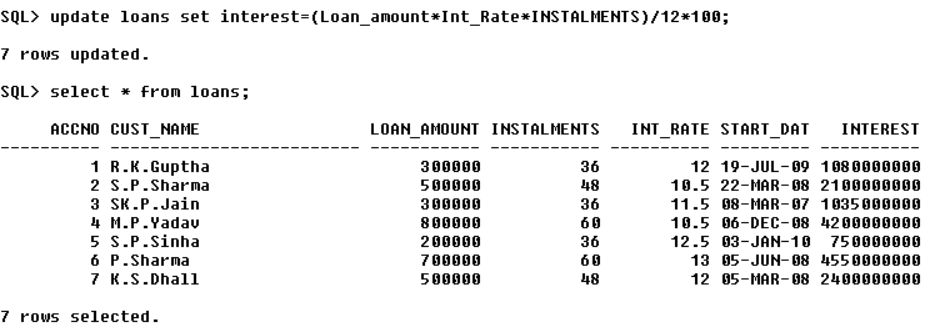 SQL> update loans set interest=(Loan_amount*Int_Rate*INSTALMENTS)/12*100;
7 rows updated.
SQL> select * from loans;
ACCNO CUST_NAME LOAN_AMOUNT INSTALMENTS INT_RATE START_DAT INTEREST
---------- ------------------------- ----------- ----------- ---------- --------- ----------
1 R.K.Guptha 300000 36 12 19-JUL-09 1080000000
2 S.P.Sharma 500000 48 10.5 22-MAR-08 2100000000
3 SK.P.Jain 300000 36 11.5 08-MAR-07 1035000000
4 M.P.Yadav 800000 60 10.5 06-DEC-08 4200000000
5 S.P.Sinha 200000 36 12.5 03-JAN-10 750000000
6 P.Sharma 700000 60 13 05-JUN-08 4550000000
7 K.S.Dhall 500000 48 12 05-MAR-08 2400000000
7 rows selected.